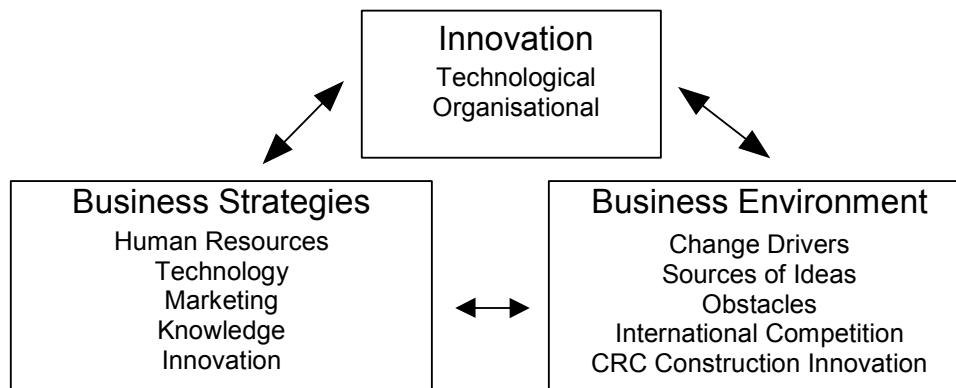 Innovation
Technological
Organisational
Business Strategies
Human Resources
Technology
Marketing
Knowledge
Innovation
Business Environment
Change Drivers
Sources of Ideas
Obstacles
International Competition
CRC Construction Innovation